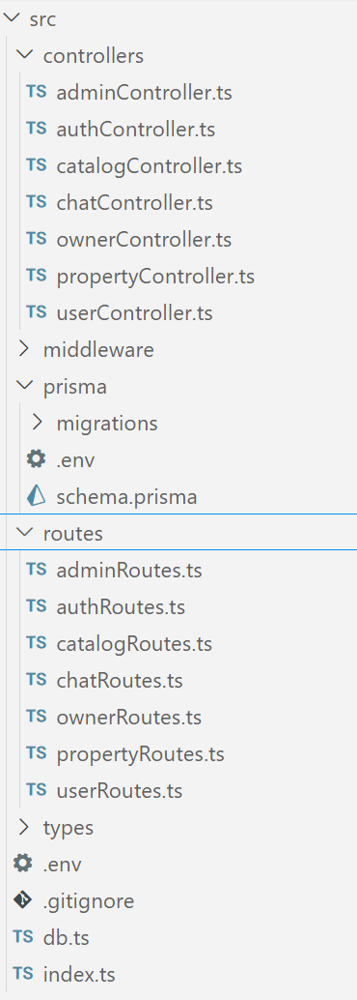 src
controllers
TS adminController.ts
TS authController.ts
TS catalogController.ts
TS chatController.ts
TS ownerController.ts
TS propertyController.ts
TS userController.ts
middleware
prisma
migrations
.env
schema.prisma
routes
TS adminRoutes.ts
TS authRoutes.ts
TS catalogRoutes.ts
TS chatRoutes.ts
TS ownerRoutes.ts
TS propertyRoutes.ts
TS userRoutes.ts
types
.env
.gitignore
TS db.ts
TS index.ts